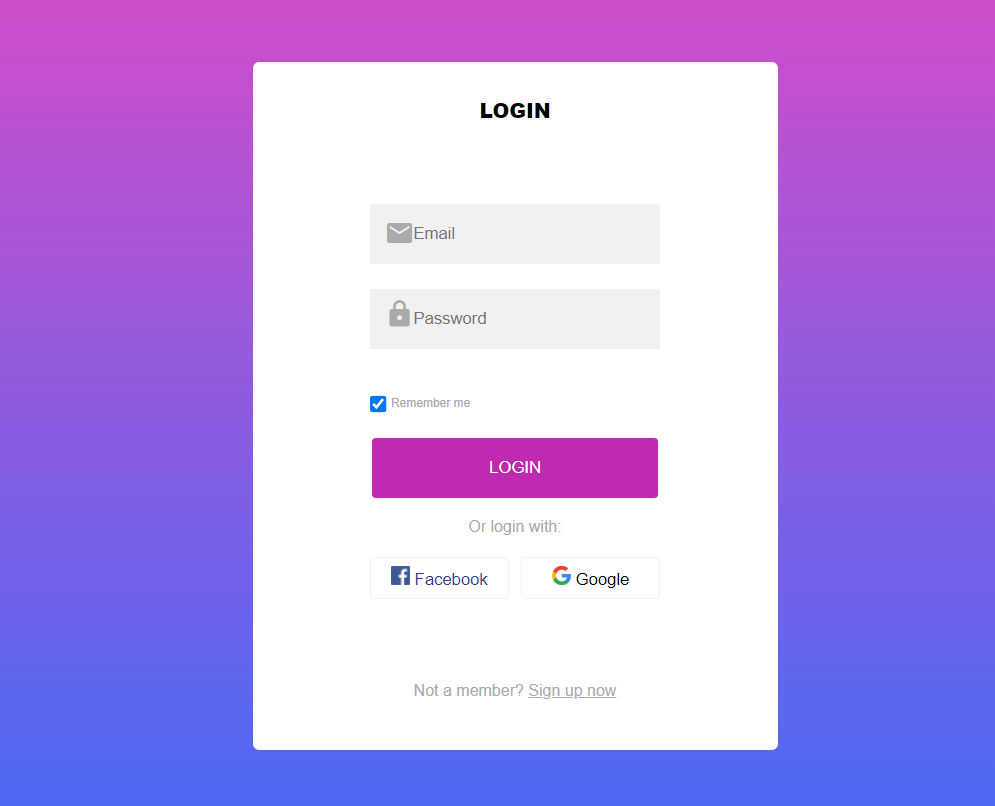 LOGIN
Email
Password
Remember me
LOGIN
Or login with:
Facebook
Google
Not a member? Sign up now